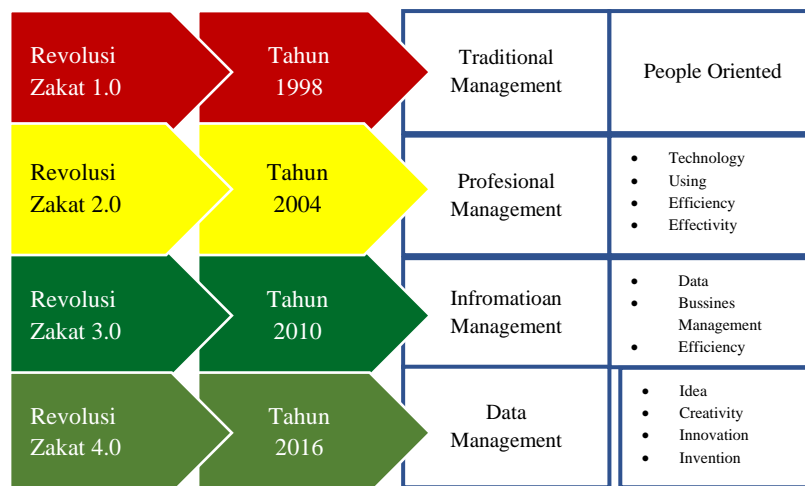 Revolusi
Zakat 1.0
Tahun
1998
Traditional
Management
People Oriented
Revolusi
Zakat 2.0
Tahun
2004
Profesional
Management
• Technology
• Using
• Efficiency
• Effectivity
Revolusi
Zakat 3.0
Tahun
2010
Infromatioan
Management
• Data
• Bussines
Management
• Efficiency
Revolusi
Zakat 4.0
Tahun
2016
Data
Management
• Idea
• Creativity
• Innovation
• Invention